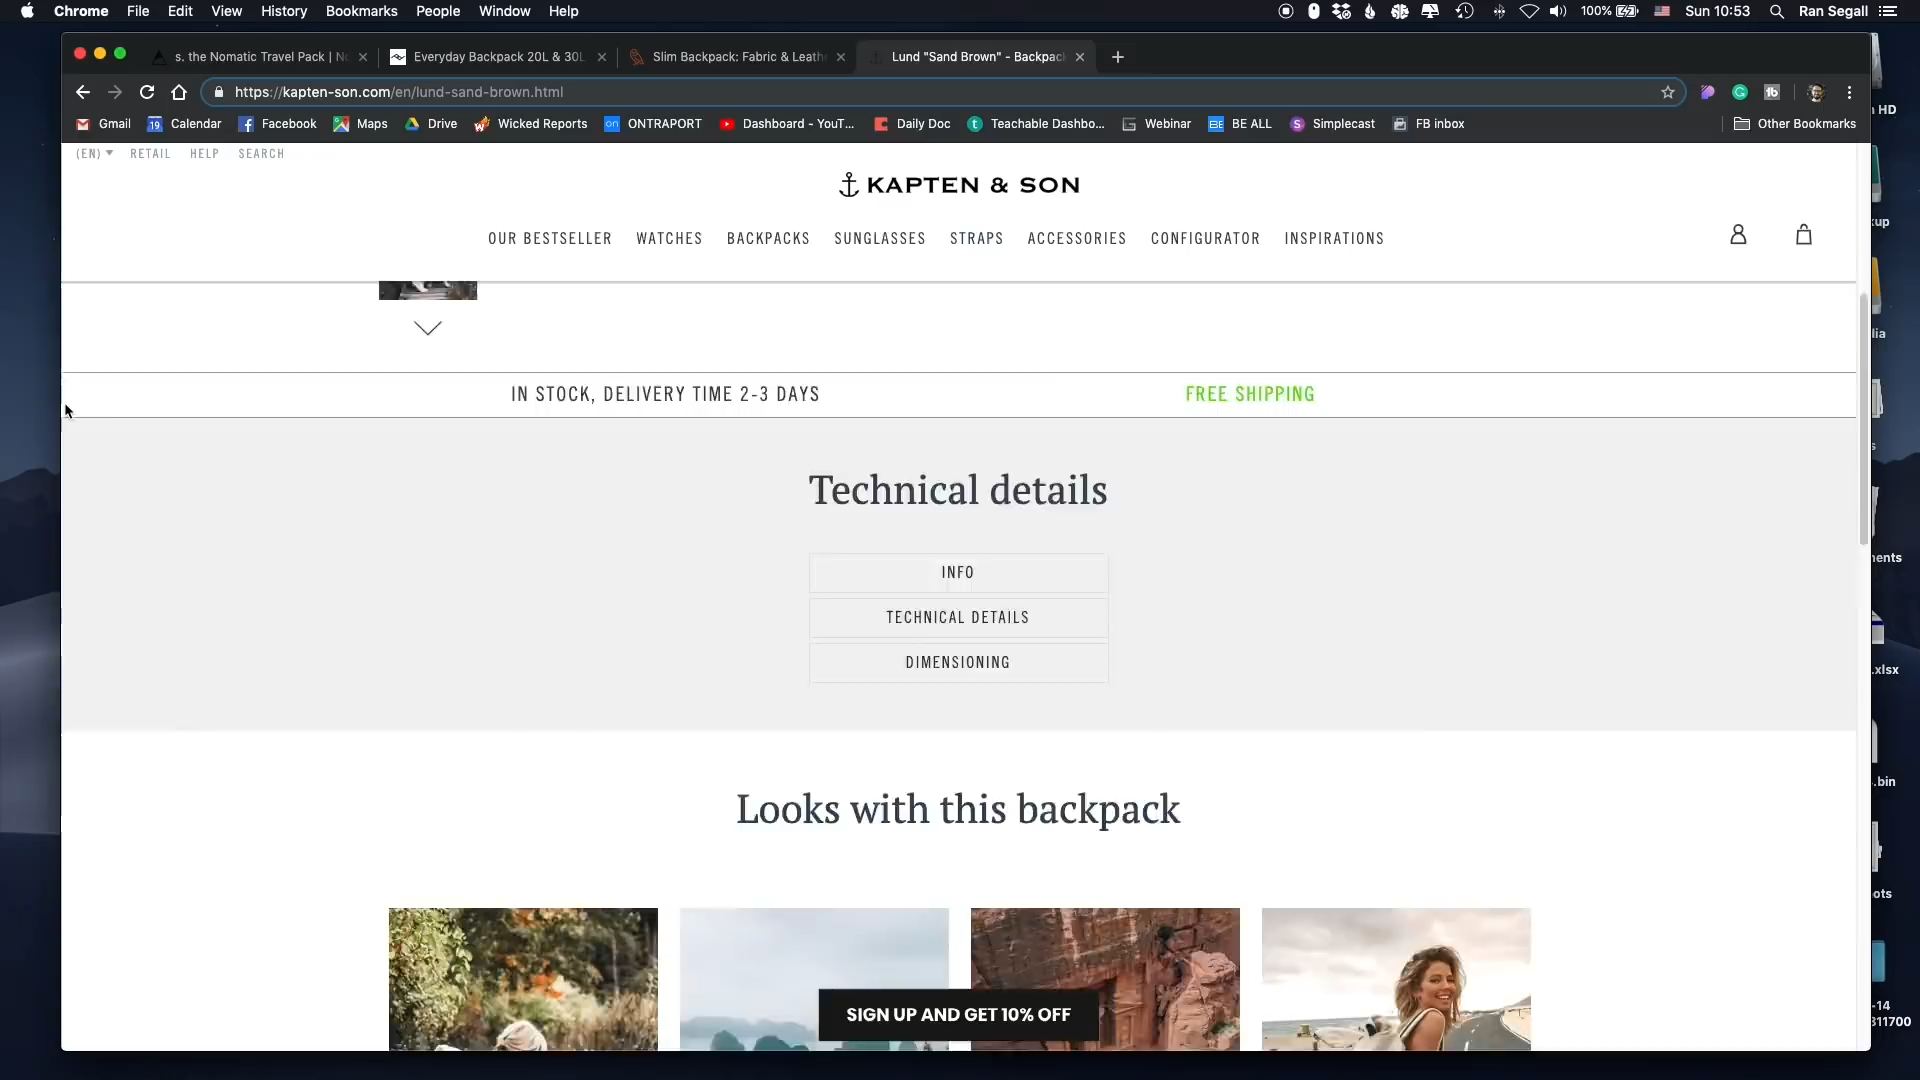 Chrome File Edit View History Bookmarks People Window Help
100% Sun 10:53 Ran Segall
s, the Nomatic Travel Pack | N
Everyday Backpack 20L & 30L
Slim Backpack: Fabric & Leath
Lund "Sand Brown" - Backpac
https://kapten-son.com/en/lund-sand-brown.html
Gmail Calendar Facebook Maps Drive Wicked Reports ONTRAPORT Dashboard - YouT... Daily Doc Teachable Dashbo... Webinar BE ALL Simplecast FB inbox Other Bookmarks
(EN) RETAIL HELP SEARCH
KAPTEN & SON
OUR BESTSELLER WATCHES BACKPACKS SUNGLASSES STRAPS ACCESSORIES CONFIGURATOR INSPIRATIONS
IN STOCK, DELIVERY TIME 2-3 DAYS FREE SHIPPING
Technical details
INFO
TECHNICAL DETAILS
DIMENSIONING
Looks with this backpack
SIGN UP AND GET 10% OFF
HD
.xlsx
.bin
-14